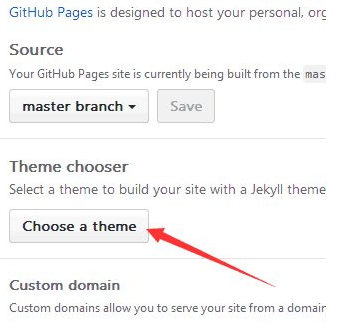 GitHub Pages is designed to host your personal, org
Source
Your GitHub Pages site is currently being built from the mas
master branch
Save
Theme chooser
Select a theme to build your site with a Jekyll theme
Choose a theme
Custom domain
Custom domains allow you to serve your site from a domain